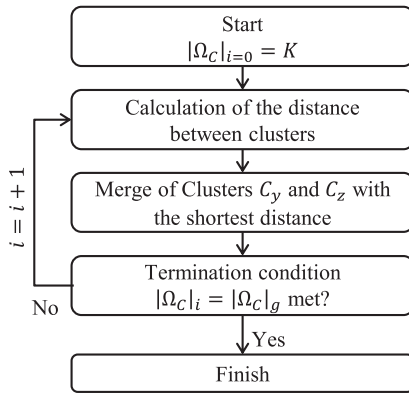 Start
|Ω_C|_{i=0} = K
Calculation of the distance
between clusters
Merge of Clusters C_y and C_z with
the shortest distance
i = i + 1
Termination condition
|Ω_C|_i = |Ω_C|_g met?
No
Yes
Finish